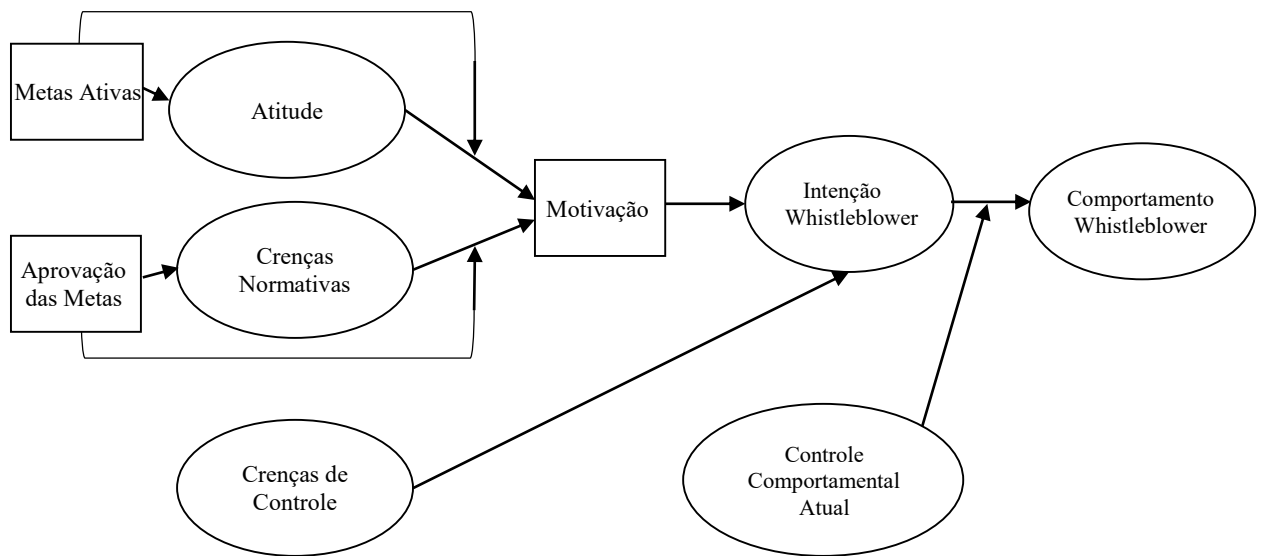 Metas Ativas
Atitude
Aprovação
das Metas
Crenças
Normativas
Motivação
Intenção
Whistleblower
Comportamento
Whistleblower
Crenças de
Controle
Controle
Comportamental
Atual